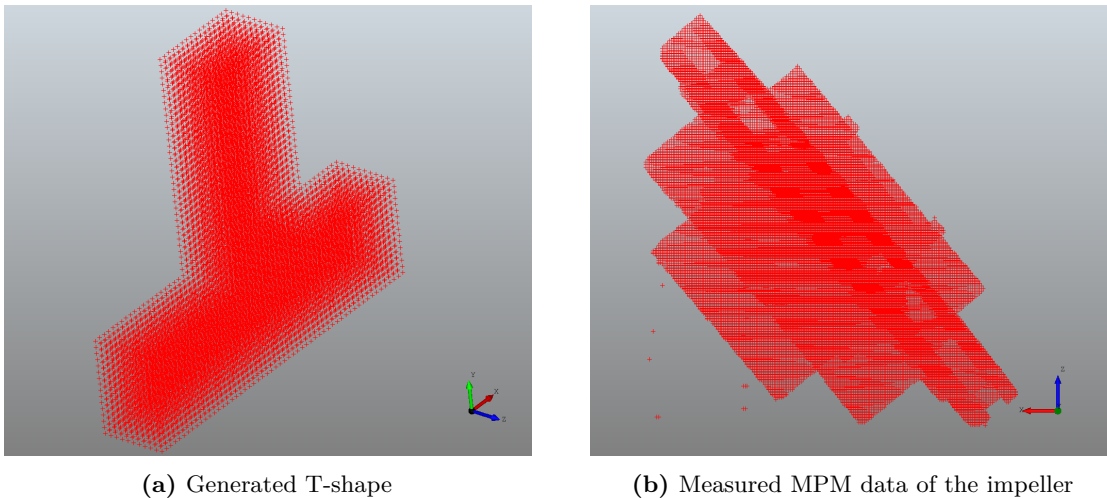 Y
X
Z
Z
X
(a) Generated T-shape
(b) Measured MPM data of the impeller